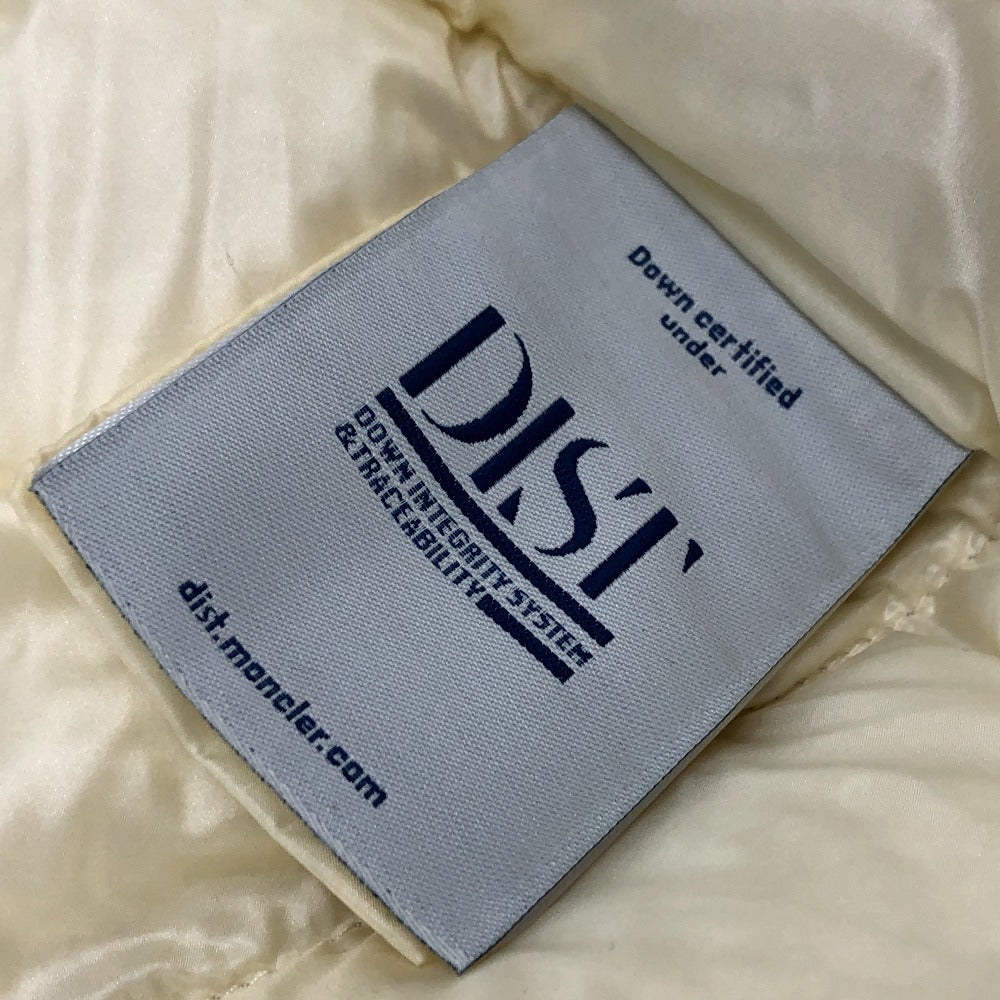 Down certified
under
DIST
DOWN INTEGRITY SYSTEM
& TRACEABILITY
dist.moncler.com